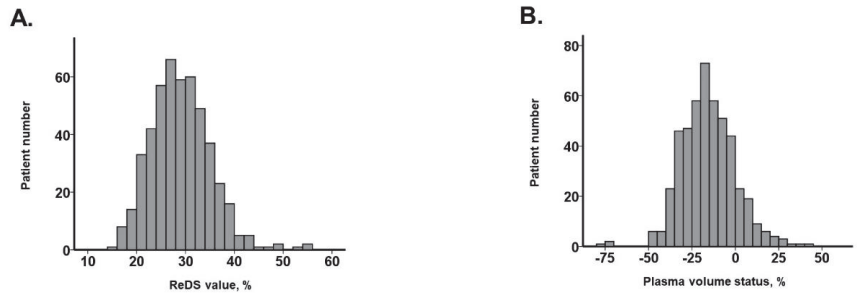 A.
B.
Patient number
60
40
20
0
10 20 30 40 50 60
ReDS value, %
Patient number
80
60
40
20
0
-75 -50 -25 0 25 50
Plasma volume status, %